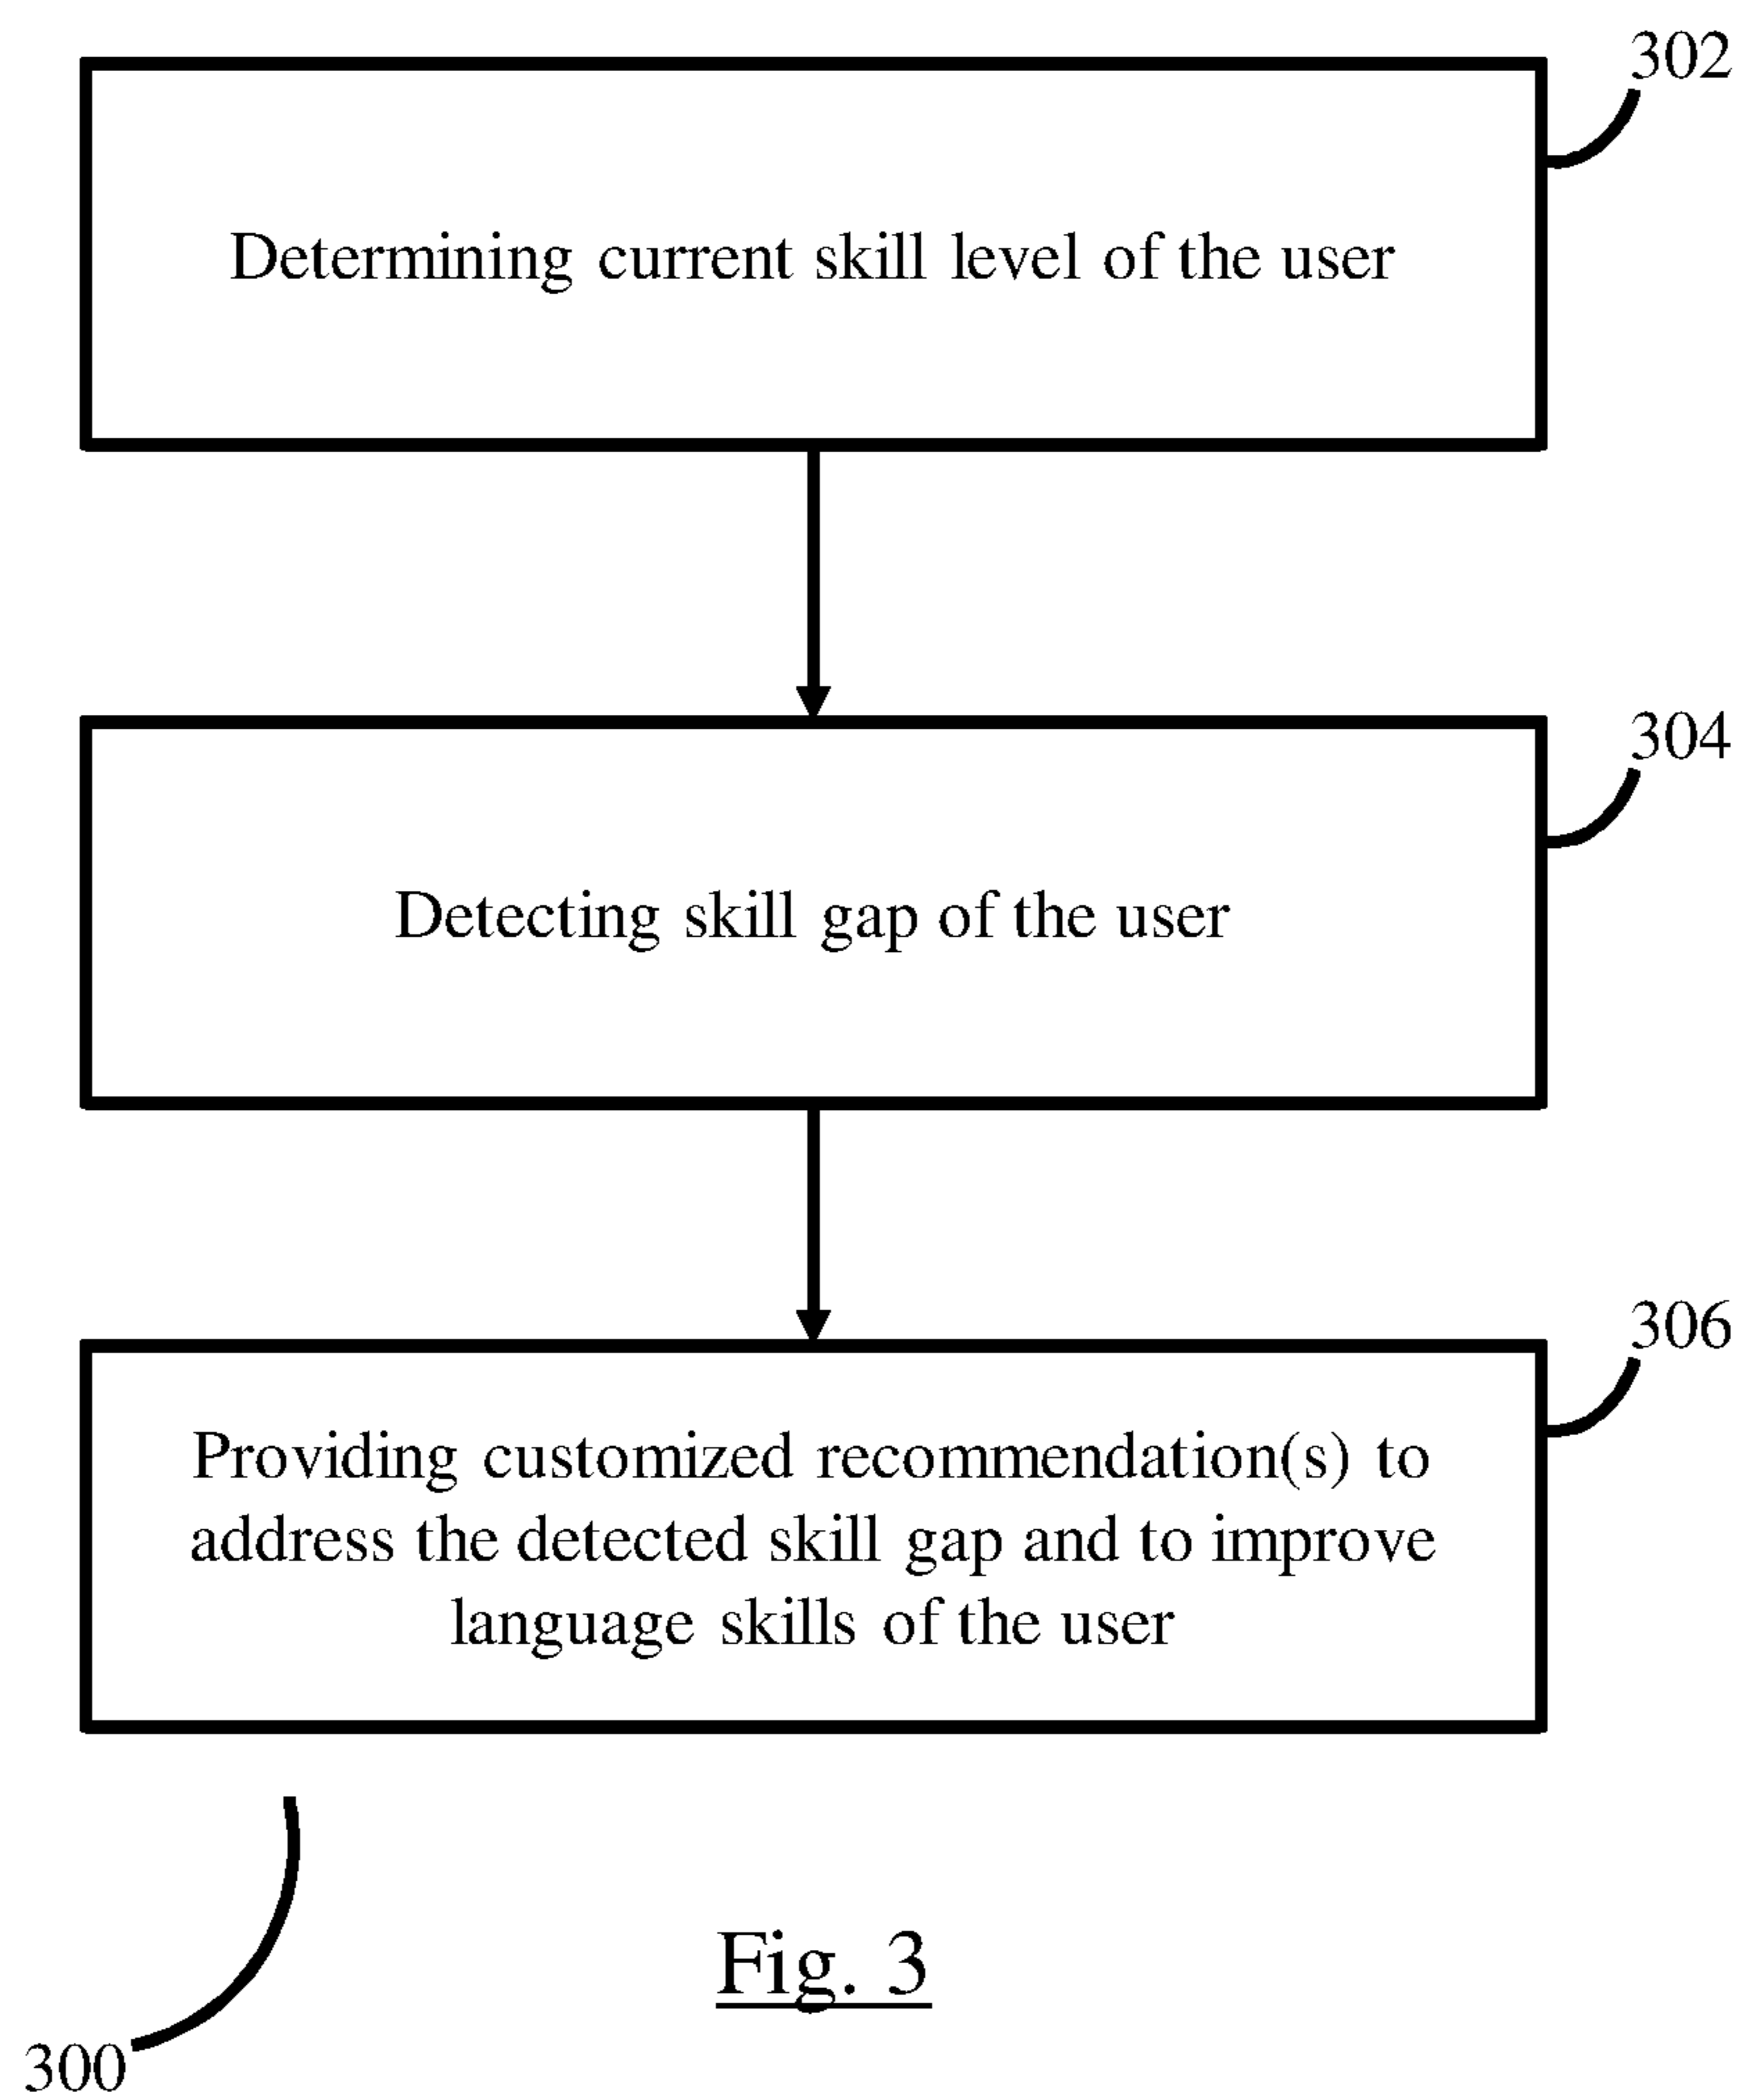 302
Determining current skill level of the user
304
Detecting skill gap of the user
306
Providing customized recommendation(s) to
address the detected skill gap and to improve
language skills of the user
Fig. 3
300